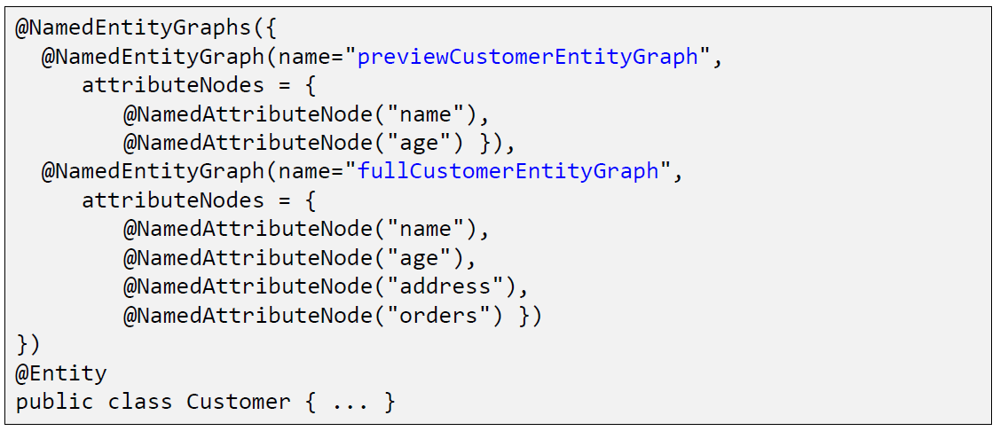 @NamedEntityGraphs({
  @NamedEntityGraph(name="previewCustomerEntityGraph",
     attributeNodes = {
        @NamedAttributeNode("name"),
        @NamedAttributeNode("age") }),
  @NamedEntityGraph(name="fullCustomerEntityGraph",
     attributeNodes = {
        @NamedAttributeNode("name"),
        @NamedAttributeNode("age"),
        @NamedAttributeNode("address"),
        @NamedAttributeNode("orders") })
})
@Entity
public class Customer { ... }